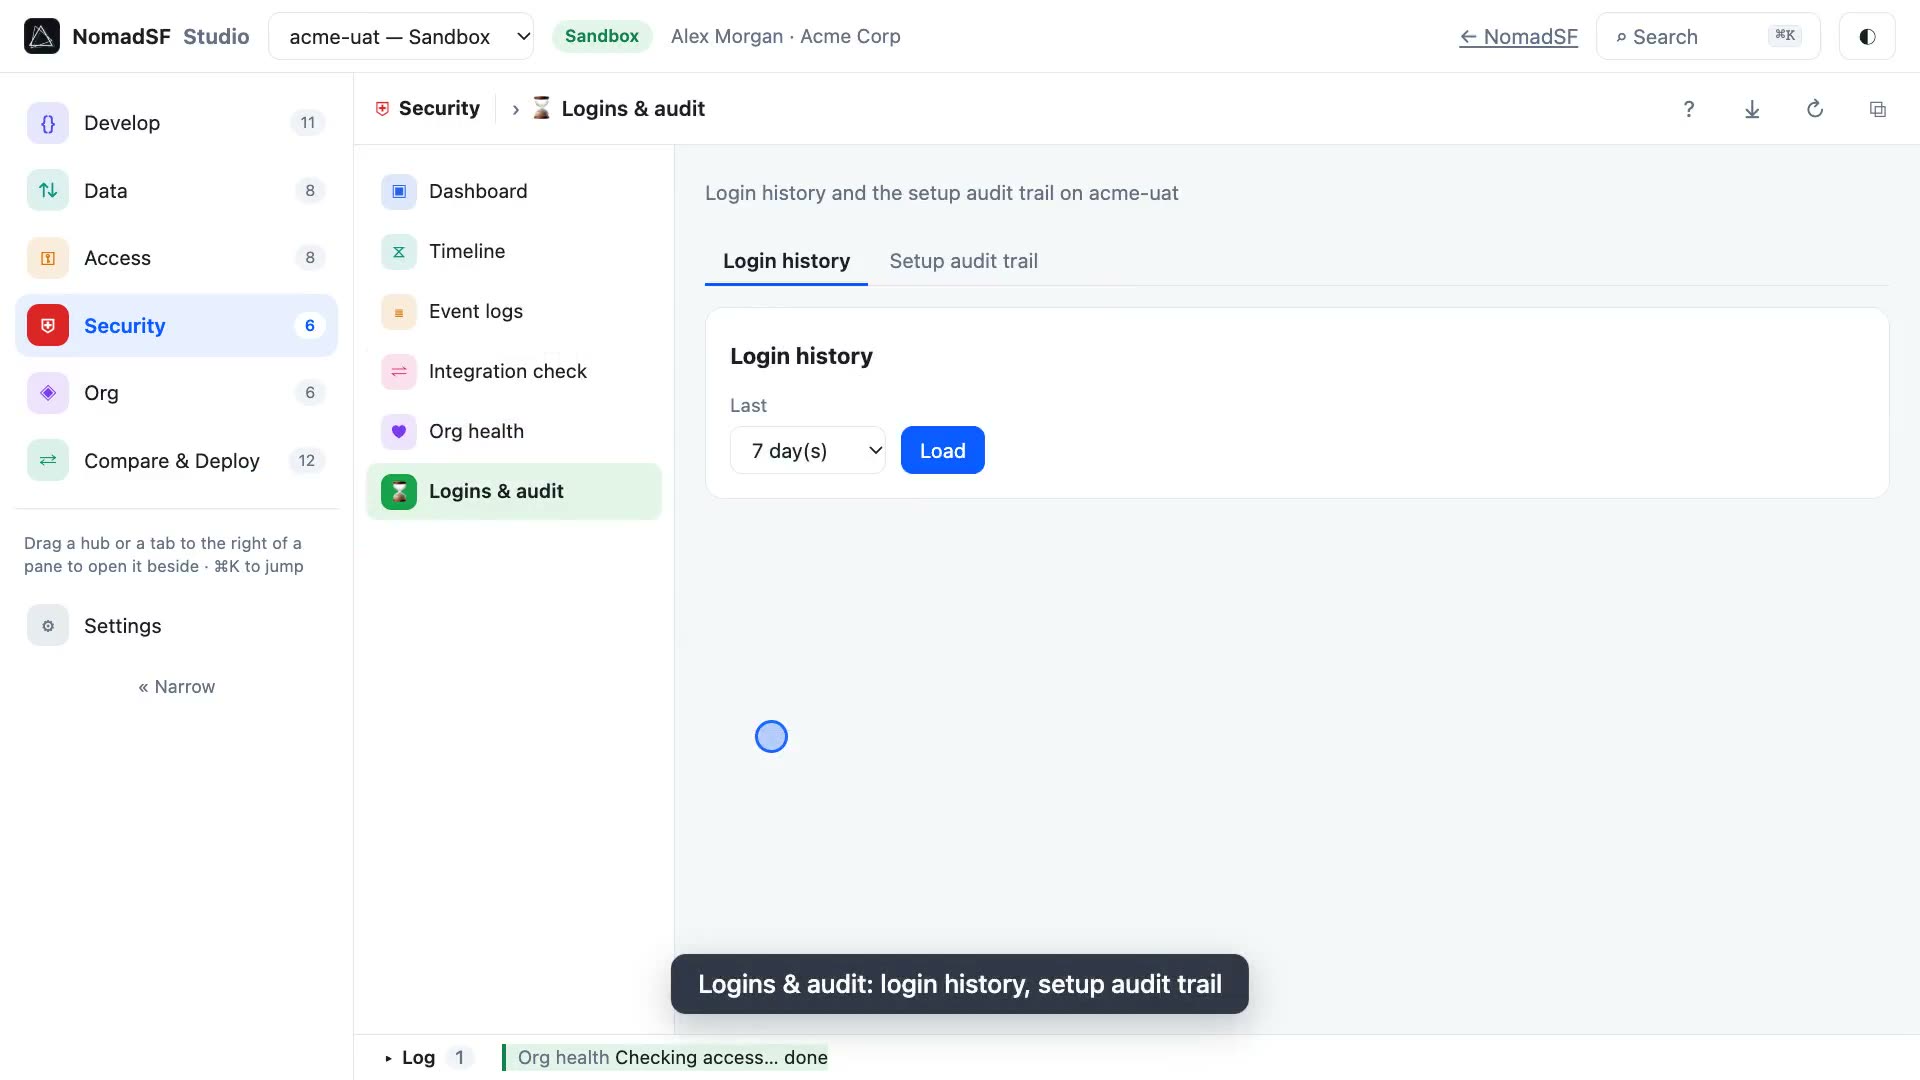 NomadSF Studio
acme-uat — Sandbox
Sandbox
Alex Morgan · Acme Corp
← NomadSF
Search
⌘K
Develop 11
Data 8
Access 8
Security 6
Org 6
Compare & Deploy 12
Drag a hub or a tab to the right of a
pane to open it beside · ⌘K to jump
Settings
« Narrow
Security › Logins & audit
?
Dashboard
Timeline
Event logs
Integration check
Org health
Logins & audit
Login history and the setup audit trail on acme-uat
Login history
Setup audit trail
Login history
Last
7 day(s)
Load
Logins & audit: login history, setup audit trail
Log 1
Org health Checking access... done